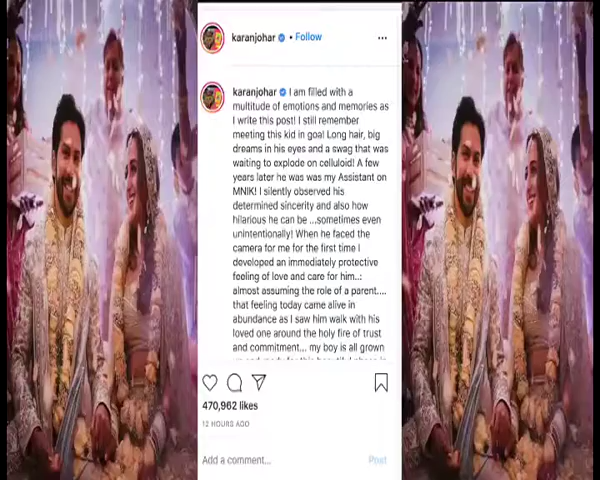 karanjohar • Follow
karanjohar I am filled with a
multitude of emotions and memories as
I write this post! I still remember
meeting this kid in goa! Long hair, big
dreams in his eyes and a swag that was
waiting to explode on celluloid! A few
years later he was was my Assistant on
MNIK! I silently observed his
determined sincerity and also how
hilarious he can be ...sometimes even
unintentionally! When he faced the
camera for me for the first time I
developed an immediately protective
feeling of love and care for him..:
almost assuming the role of a parent....
that feeling today came alive in
abundance as I saw him walk with his
loved one around the holy fire of trust
and commitment... my boy is all grown
470,962 likes
12 HOURS AGO
Add a comment...
Post